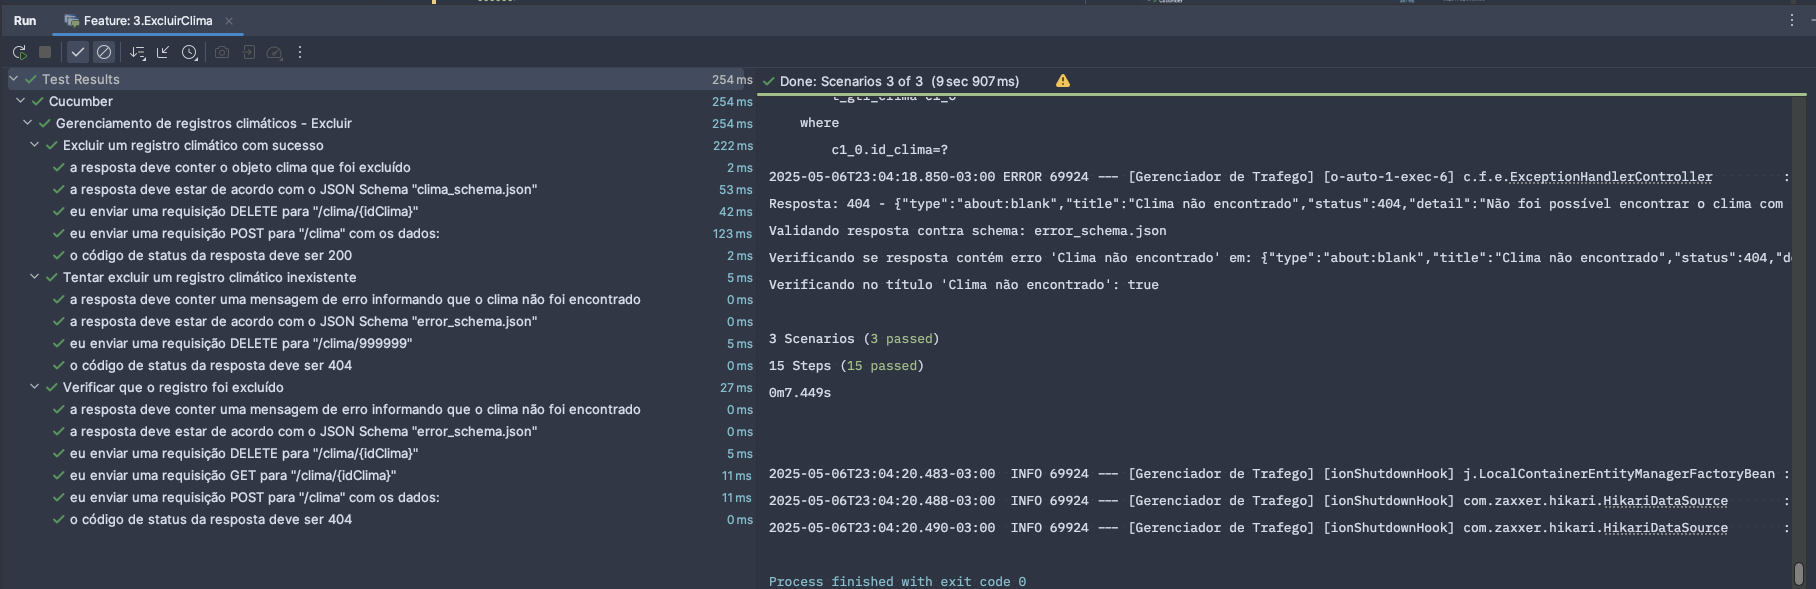 Run
Feature: 3.ExcluirClima
Test Results 254 ms
Cucumber 254 ms
Gerenciamento de registros climáticos - Excluir 254 ms
Excluir um registro climático com sucesso 222 ms
a resposta deve conter o objeto clima que foi excluído 2 ms
a resposta deve estar de acordo com o JSON Schema "clima_schema.json" 53 ms
eu enviar uma requisição DELETE para "/clima/{idClima}" 42 ms
eu enviar uma requisição POST para "/clima" com os dados: 123 ms
o código de status da resposta deve ser 200 2 ms
Tentar excluir um registro climático inexistente 5 ms
a resposta deve conter uma mensagem de erro informando que o clima não foi encontrado 0 ms
a resposta deve estar de acordo com o JSON Schema "error_schema.json" 0 ms
eu enviar uma requisição DELETE para "/clima/999999" 5 ms
o código de status da resposta deve ser 404 0 ms
Verificar que o registro foi excluído 27 ms
a resposta deve conter uma mensagem de erro informando que o clima não foi encontrado 0 ms
a resposta deve estar de acordo com o JSON Schema "error_schema.json" 0 ms
eu enviar uma requisição DELETE para "/clima/{idClima}" 5 ms
eu enviar uma requisição GET para "/clima/{idClima}" 11 ms
eu enviar uma requisição POST para "/clima" com os dados: 11 ms
o código de status da resposta deve ser 404 0 ms
Done: Scenarios 3 of 3 (9 sec 907 ms)
t_gti_clima c1_0
where
c1_0.id_clima=?
2025-05-06T23:04:18.850-03:00 ERROR 69924 --- [Gerenciador de Trafego] [o-auto-1-exec-6] c.f.e.ExceptionHandlerController :
Resposta: 404 - {"type":"about:blank","title":"Clima não encontrado","status":404,"detail":"Não foi possível encontrar o clima com
Validando resposta contra schema: error_schema.json
Verificando se resposta contém erro 'Clima não encontrado' em: {"type":"about:blank","title":"Clima não encontrado","status":404,"de
Verificando no título 'Clima não encontrado': true
3 Scenarios (3 passed)
15 Steps (15 passed)
0m7.449s
2025-05-06T23:04:20.483-03:00 INFO 69924 --- [Gerenciador de Trafego] [ionShutdownHook] j.LocalContainerEntityManagerFactoryBean :
2025-05-06T23:04:20.488-03:00 INFO 69924 --- [Gerenciador de Trafego] [ionShutdownHook] com.zaxxer.hikari.HikariDataSource :
2025-05-06T23:04:20.490-03:00 INFO 69924 --- [Gerenciador de Trafego] [ionShutdownHook] com.zaxxer.hikari.HikariDataSource :
Process finished with exit code 0